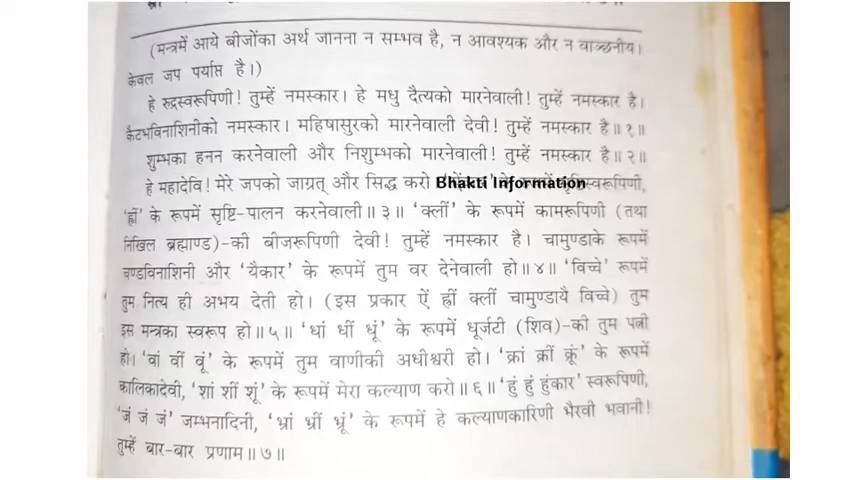 (मन्त्रमें आये बीजोंका अर्थ जानना न सम्भव है, न आवश्यक और न वाञ्छनीय।
केवल जप पर्याप्त है।)
हे रुद्रस्वरूपिणी! तुम्हें नमस्कार। हे मधु दैत्यको मारनेवाली! तुम्हें नमस्कार है।
कैटभविनाशिनीको नमस्कार। महिषासुरको मारनेवाली देवी! तुम्हें नमस्कार है॥१॥
शुम्भका हनन करनेवाली और निशुम्भको मारनेवाली! तुम्हें नमस्कार है॥२॥
हे महादेवि! मेरे जपको जाग्रत् और सिद्ध करो Bhakti Information सृष्टिस्वरूपिणी,
'ह्रीं' के रूपमें सृष्टि-पालन करनेवाली॥३॥ 'क्लीं' के रूपमें कामरूपिणी (तथा
निखिल ब्रह्माण्ड)-की बीजरूपिणी देवी! तुम्हें नमस्कार है। चामुण्डाके रूपमें
चण्डविनाशिनी और 'यैकार' के रूपमें तुम वर देनेवाली हो॥४॥ 'विच्चे' रूपमें
तुम नित्य ही अभय देती हो। (इस प्रकार ऐं ह्रीं क्लीं चामुण्डायै विच्चे) तुम
इस मन्त्रका स्वरूप हो॥५॥ 'धां धीं धूं' के रूपमें धूर्जटी (शिव)-की तुम पत्नी
हो। 'वां वीं वूं' के रूपमें तुम वाणीकी अधीश्वरी हो। 'क्रां क्रीं क्रूं' के रूपमें
कालिकादेवी, 'शां शीं शूं' के रूपमें मेरा कल्याण करो॥६॥ 'हुं हुं हुंकार' स्वरूपिणी,
'जं जं जं' जम्भनादिनी, 'भ्रां भ्रीं भ्रूं' के रूपमें हे कल्याणकारिणी भैरवी भवानी!
तुम्हें बार-बार प्रणाम॥७॥